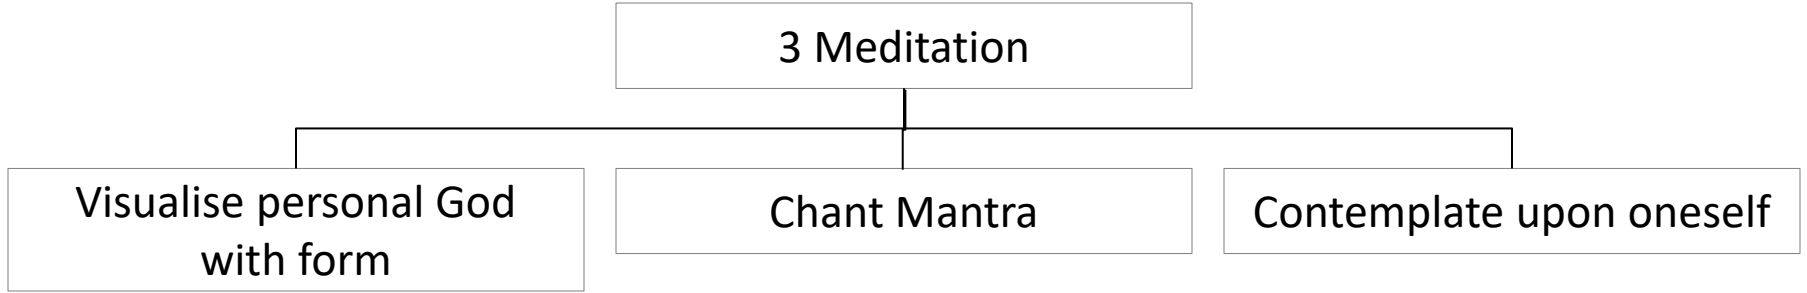 3 Meditation
Visualise personal God
with form
Chant Mantra
Contemplate upon oneself